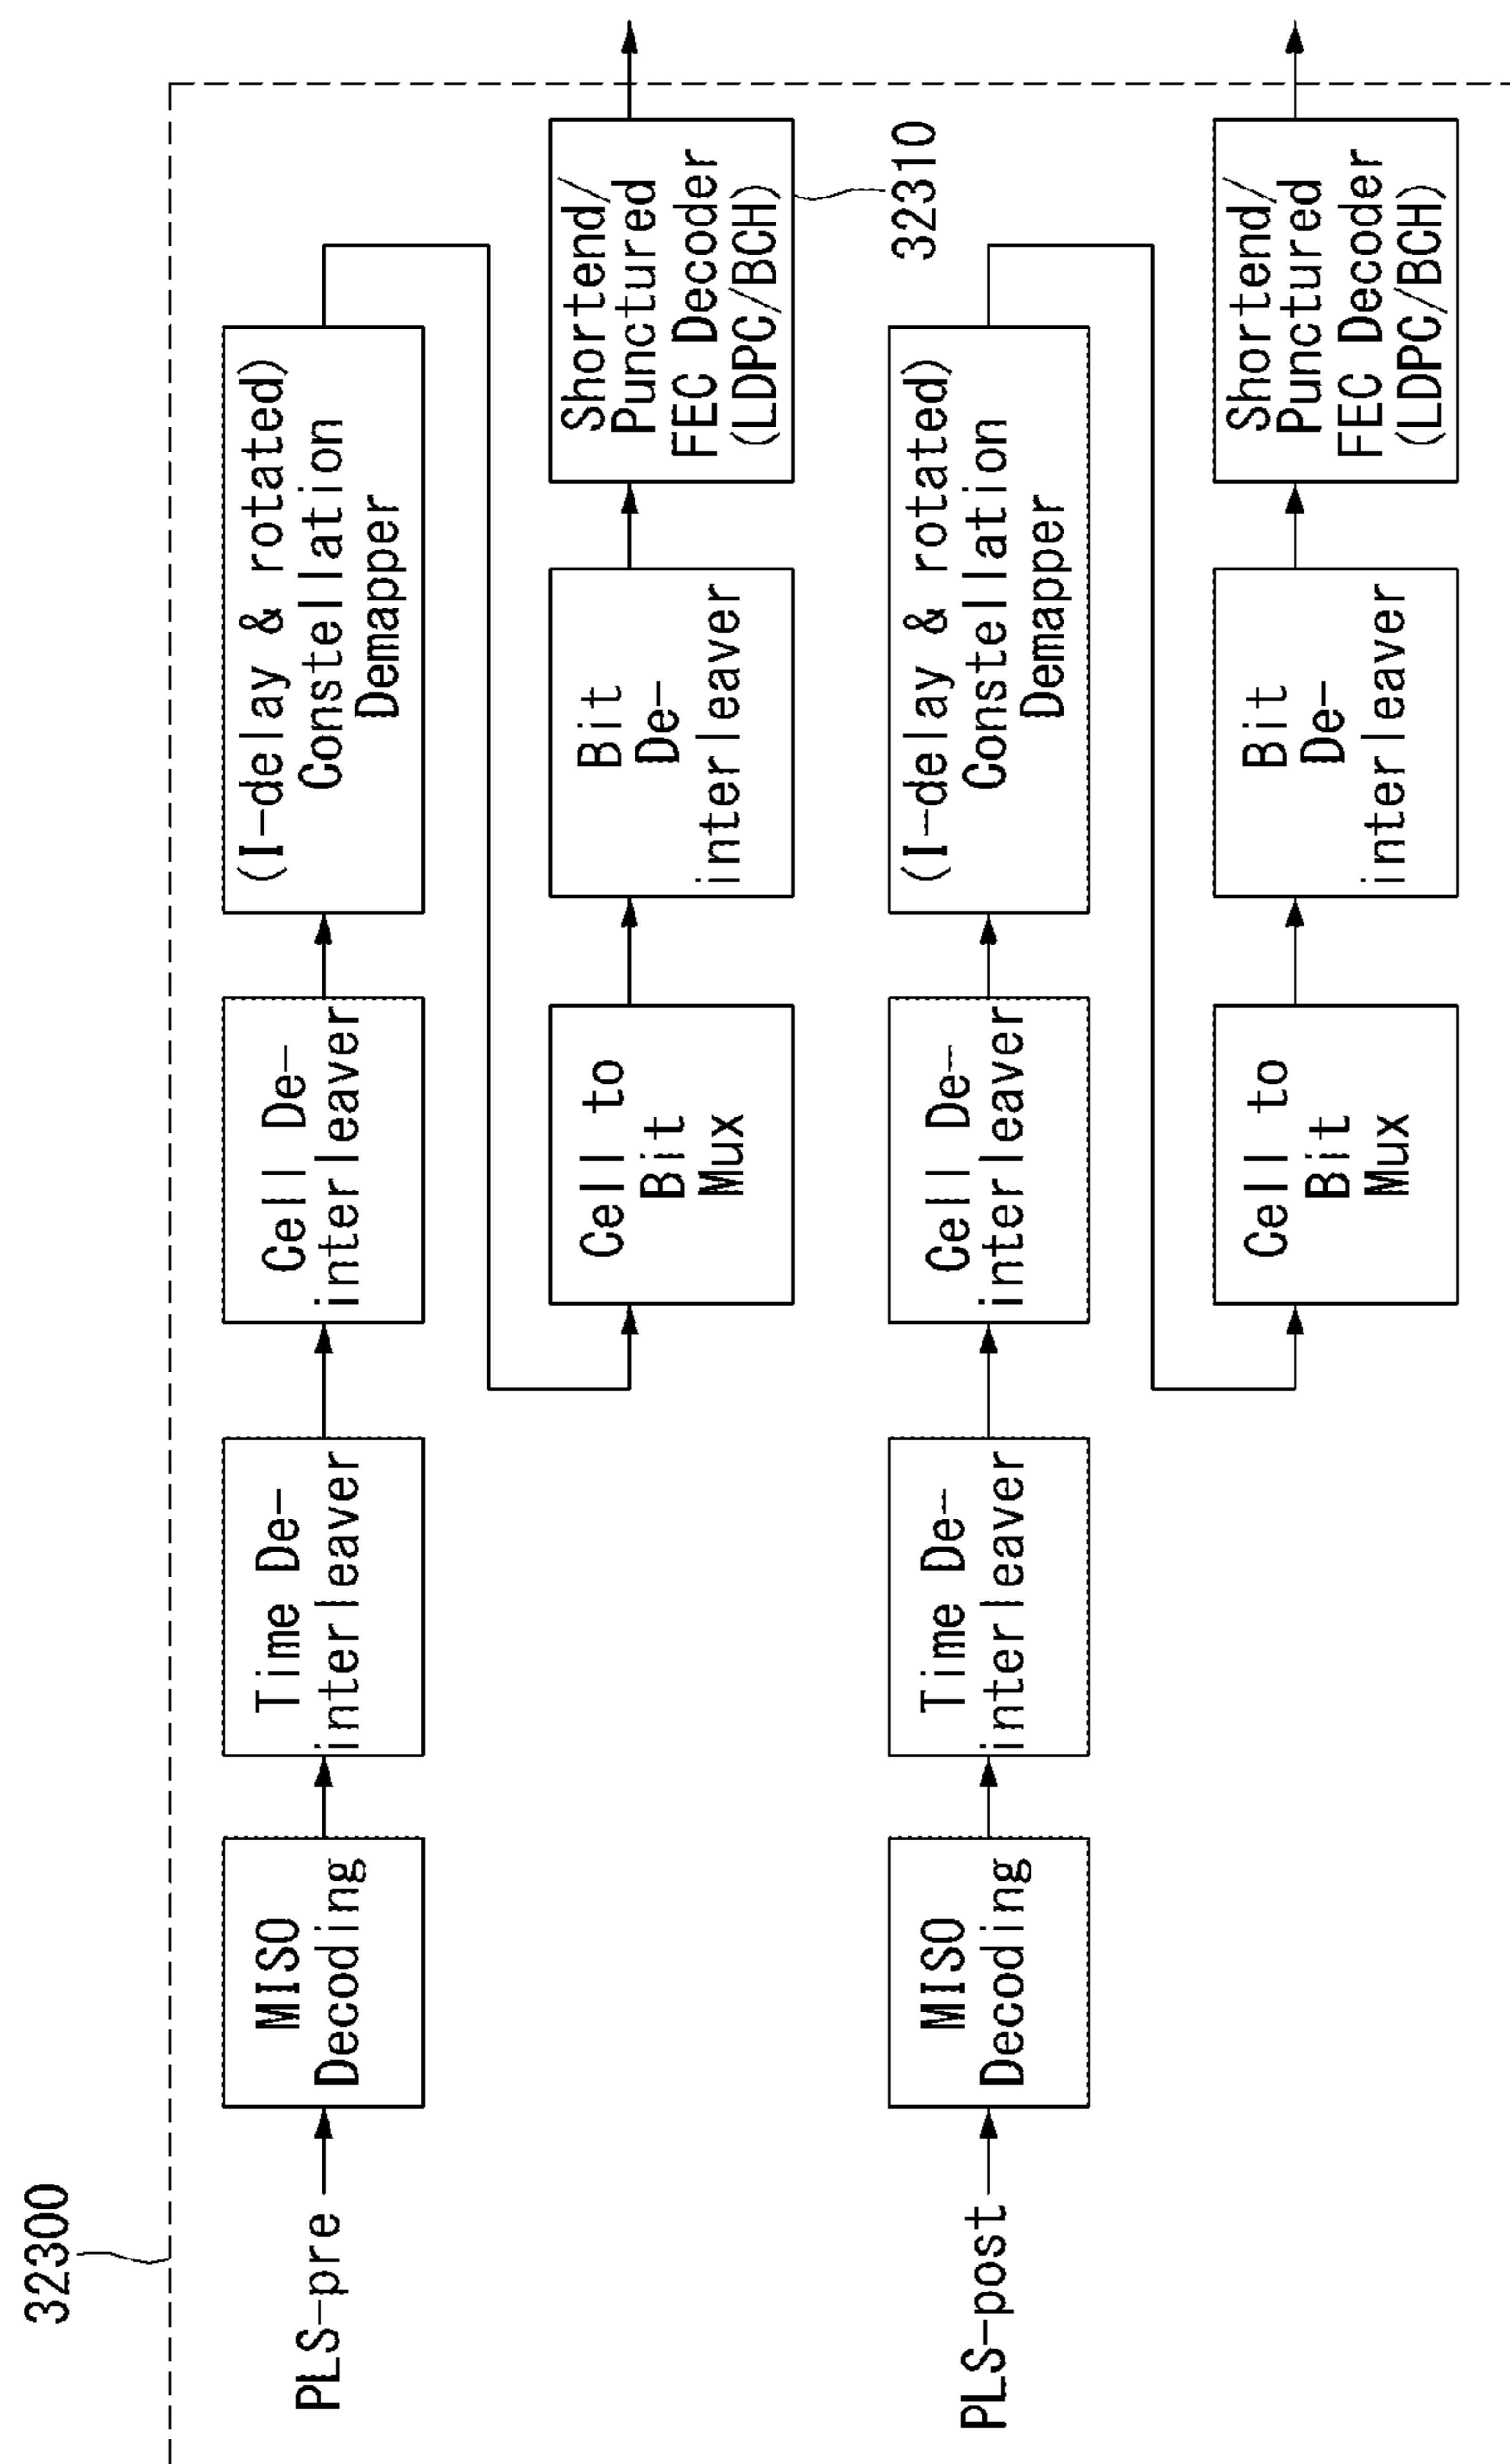 32300
PLS-pre
MISO
Decoding
Time De-
interleaver
Cell De-
interleaver
(I-delay & rotated)
Constellation
Demapper
Cell to
Bit
Mux
Bit
De-
interleaver
Shortend/
Punctured
FEC Decoder
(LDPC/BCH)
32310
PLS-post
MISO
Decoding
Time De-
interleaver
Cell De-
interleaver
(I-delay & rotated)
Constellation
Demapper
Cell to
Bit
Mux
Bit
De-
interleaver
Shortend/
Punctured
FEC Decoder
(LDPC/BCH)